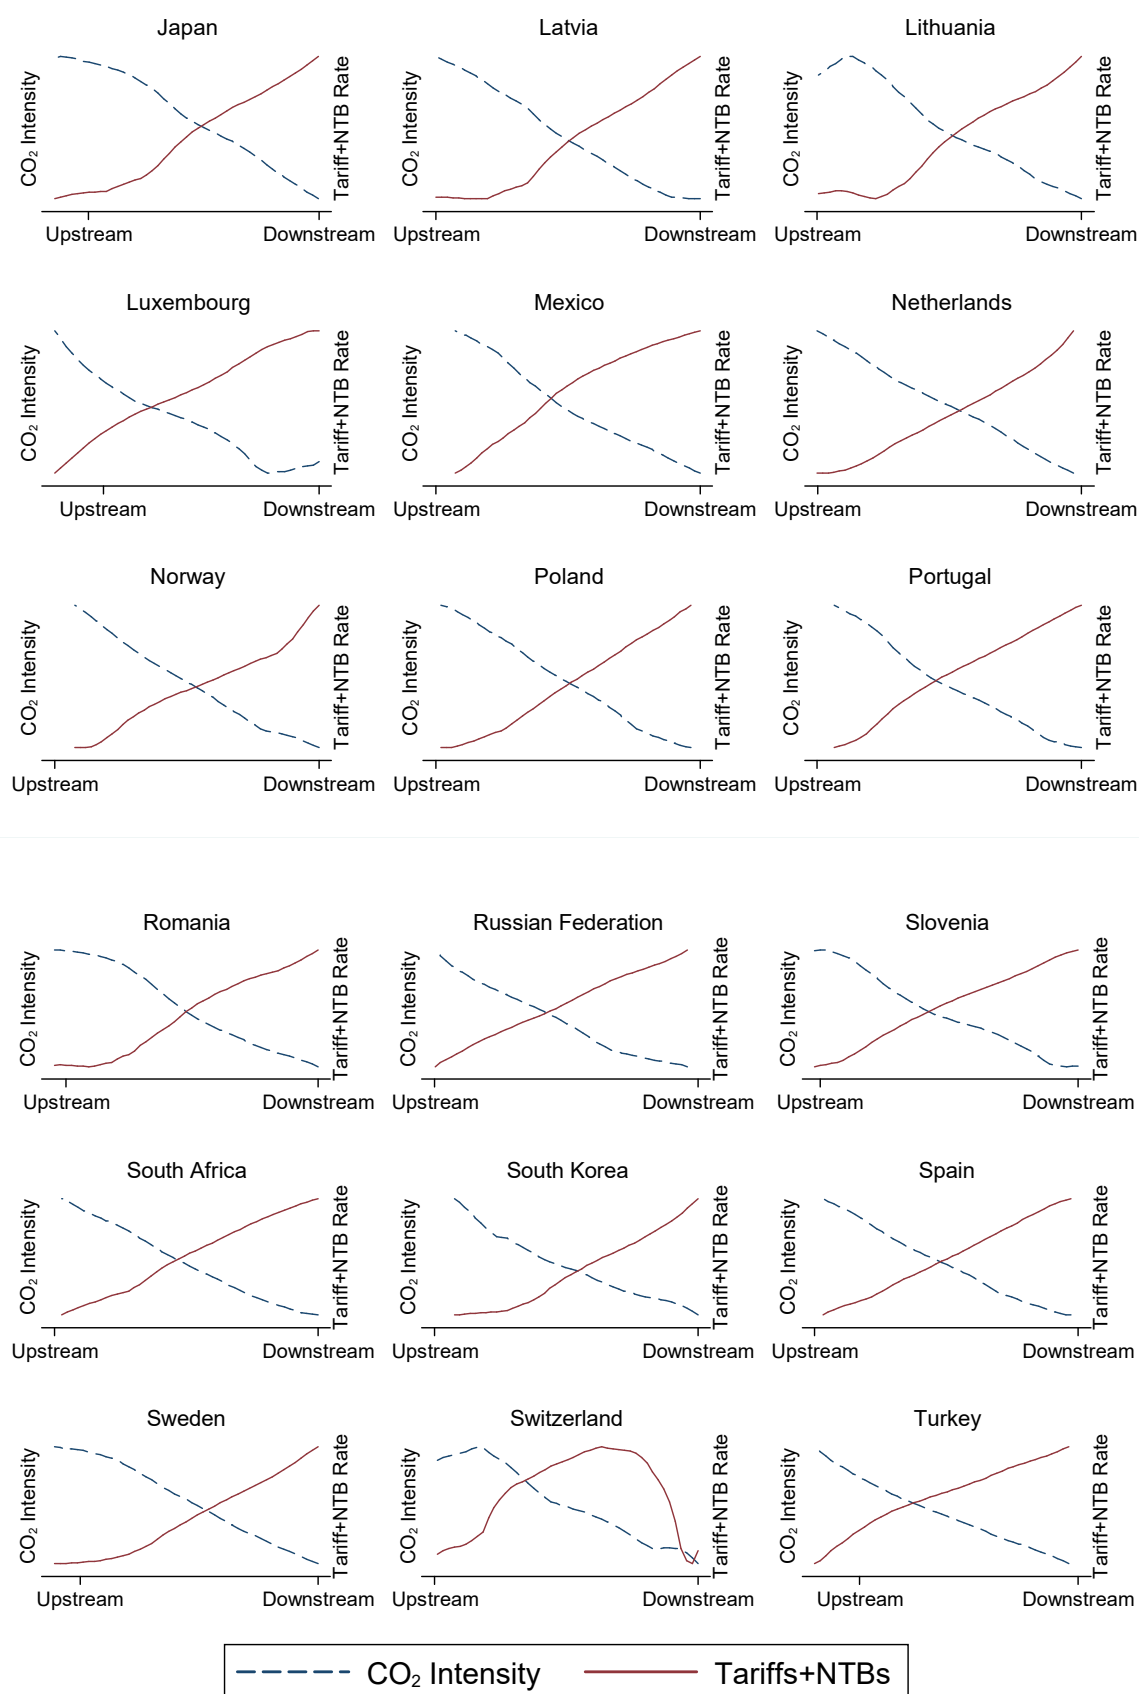 Japan
Latvia
Lithuania
CO₂ Intensity
Tariff+NTB Rate
CO₂ Intensity
Tariff+NTB Rate
CO₂ Intensity
Tariff+NTB Rate
Upstream
Downstream
Upstream
Downstream
Upstream
Downstream
Luxembourg
Mexico
Netherlands
CO₂ Intensity
Tariff+NTB Rate
CO₂ Intensity
Tariff+NTB Rate
CO₂ Intensity
Tariff+NTB Rate
Upstream
Downstream
Upstream
Downstream
Upstream
Downstream
Norway
Poland
Portugal
CO₂ Intensity
Tariff+NTB Rate
CO₂ Intensity
Tariff+NTB Rate
CO₂ Intensity
Tariff+NTB Rate
Upstream
Downstream
Upstream
Downstream
Upstream
Downstream
Romania
Russian Federation
Slovenia
CO₂ Intensity
Tariff+NTB Rate
CO₂ Intensity
Tariff+NTB Rate
CO₂ Intensity
Tariff+NTB Rate
Upstream
Downstream
Upstream
Downstream
Upstream
Downstream
South Africa
South Korea
Spain
CO₂ Intensity
Tariff+NTB Rate
CO₂ Intensity
Tariff+NTB Rate
CO₂ Intensity
Tariff+NTB Rate
Upstream
Downstream
Upstream
Downstream
Upstream
Downstream
Sweden
Switzerland
Turkey
CO₂ Intensity
Tariff+NTB Rate
CO₂ Intensity
Tariff+NTB Rate
CO₂ Intensity
Tariff+NTB Rate
Upstream
Downstream
Upstream
Downstream
Upstream
Downstream
CO₂ Intensity
Tariffs+NTBs